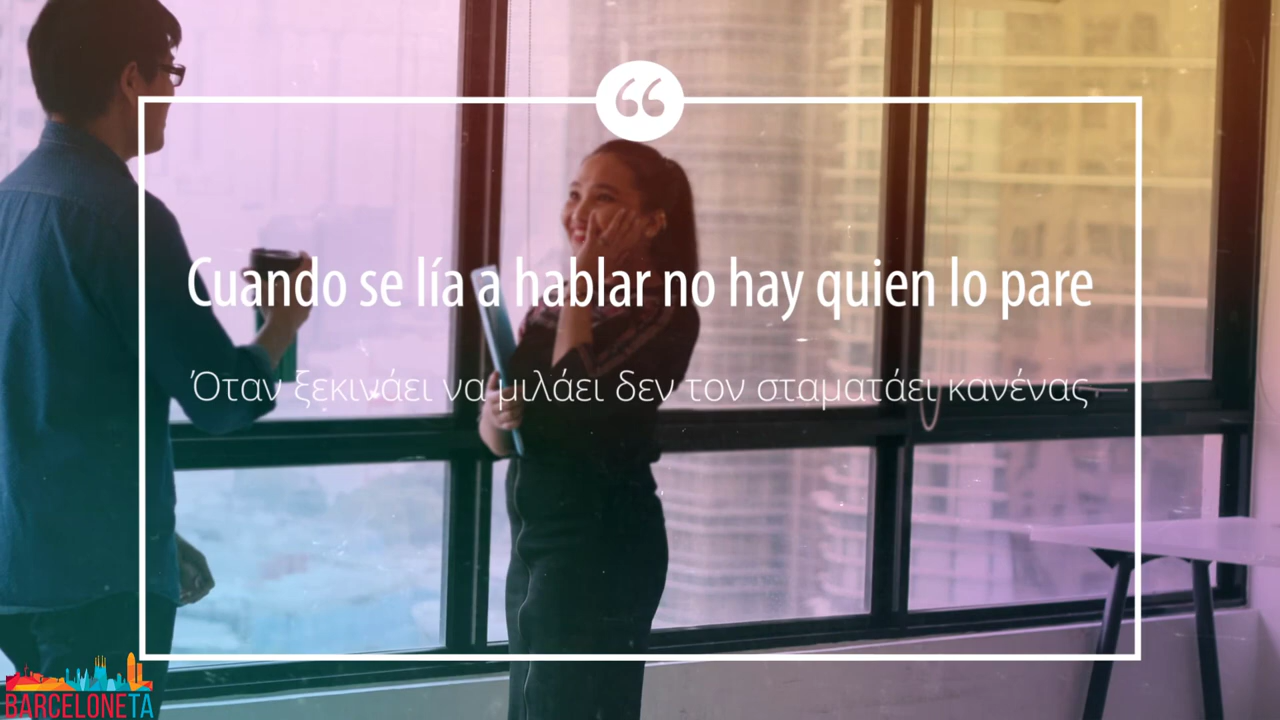 Cuando se lía a hablar no hay quien lo pare
Όταν ξεκινάει να μιλάει δεν τον σταματάει κανένας
BARCELONETA